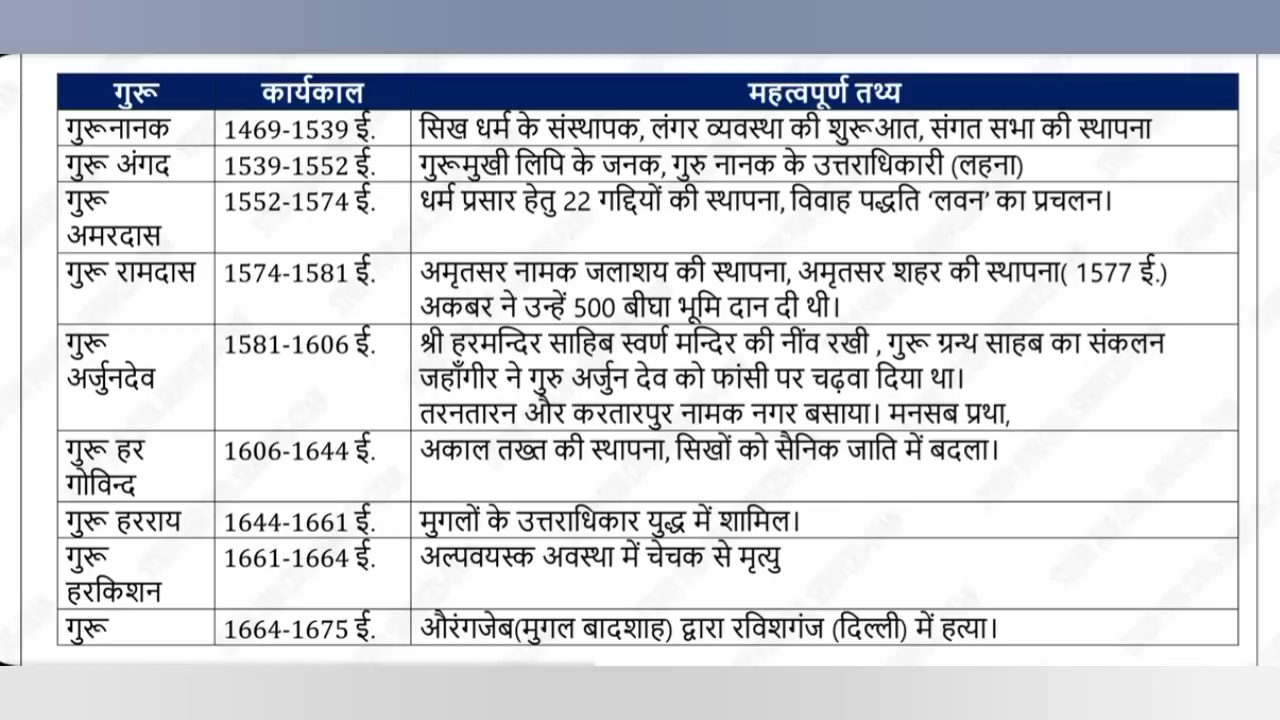 गुरू कार्यकाल महत्वपूर्ण तथ्य
गुरूनानक 1469-1539 ई. सिख धर्म के संस्थापक, लंगर व्यवस्था की शुरूआत, संगत सभा की स्थापना
गुरू अंगद 1539-1552 ई. गुरूमुखी लिपि के जनक, गुरु नानक के उत्तराधिकारी (लहना)
गुरू 1552-1574 ई. धर्म प्रसार हेतु 22 गद्दियों की स्थापना, विवाह पद्धति ‘लवन’ का प्रचलन।
अमरदास
गुरू रामदास 1574-1581 ई. अमृतसर नामक जलाशय की स्थापना, अमृतसर शहर की स्थापना( 1577 ई.)
अकबर ने उन्हें 500 बीघा भूमि दान दी थी।
गुरू 1581-1606 ई. श्री हरमन्दिर साहिब स्वर्ण मन्दिर की नींव रखी , गुरू ग्रन्थ साहब का संकलन
अर्जुनदेव जहाँगीर ने गुरु अर्जुन देव को फांसी पर चढ़वा दिया था।
तरनतारन और करतारपुर नामक नगर बसाया। मनसब प्रथा,
गुरू हर 1606-1644 ई. अकाल तख्त की स्थापना, सिखों को सैनिक जाति में बदला।
गोविन्द
गुरू हरराय 1644-1661 ई. मुगलों के उत्तराधिकार युद्ध में शामिल।
गुरू 1661-1664 ई. अल्पवयस्क अवस्था में चेचक से मृत्यु
हरकिशन
गुरू 1664-1675 ई. औरंगजेब(मुगल बादशाह) द्वारा रविशगंज (दिल्ली) में हत्या।